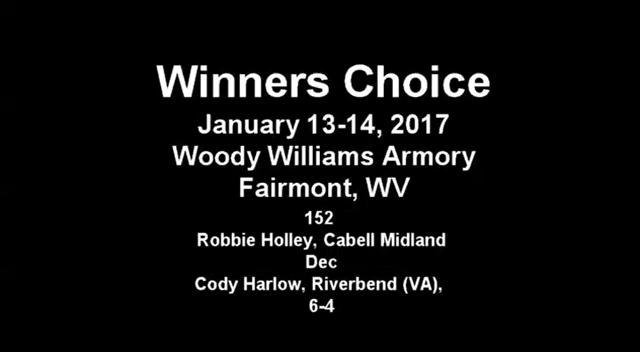 Winners Choice
January 13-14, 2017
Woody Williams Armory
Fairmont, WV
152
Robbie Holley, Cabell Midland
Dec
Cody Harlow, Riverbend (VA),
6-4